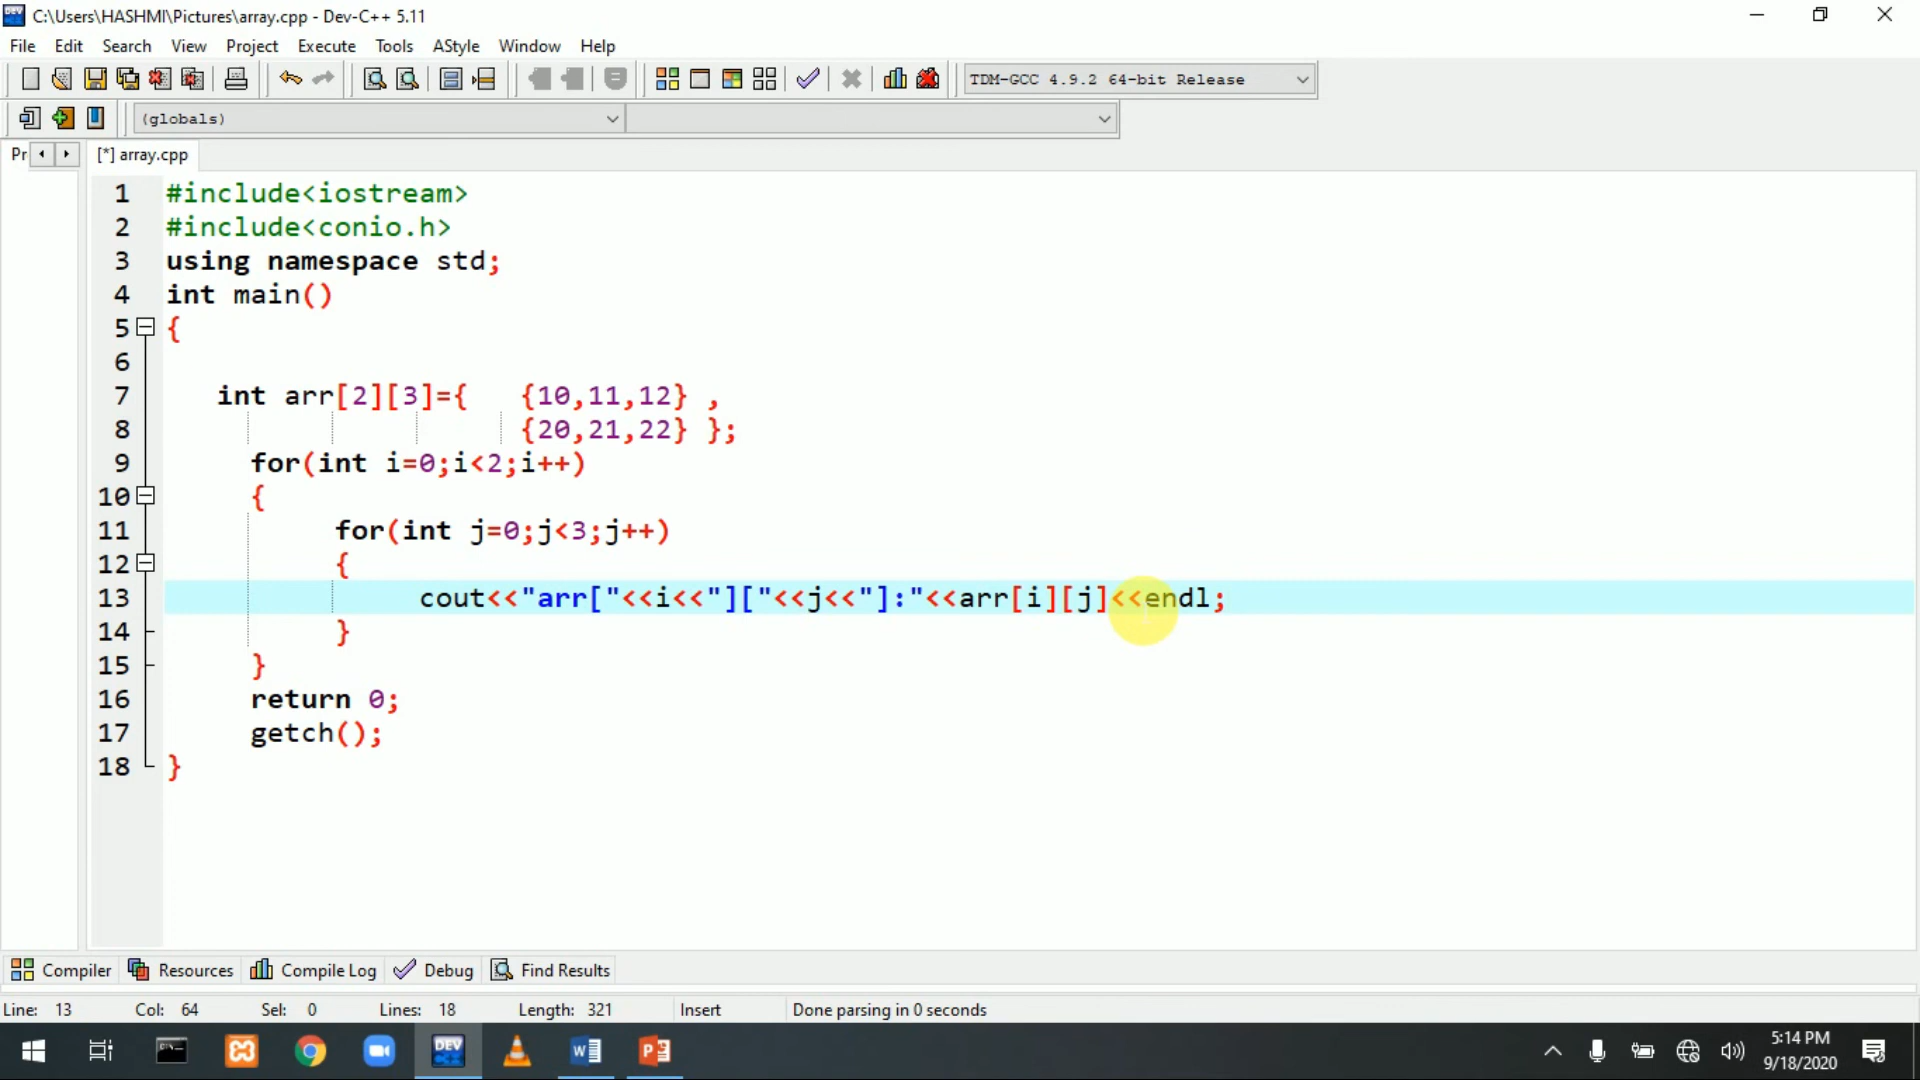 C:\Users\HASHMI\Pictures\array.cpp - Dev-C++ 5.11
File Edit Search View Project Execute Tools AStyle Window Help
TDM-GCC 4.9.2 64-bit Release
(globals)
Pr [*] array.cpp
1 #include<iostream>
2 #include<conio.h>
3 using namespace std;
4 int main()
5 {
6
7 int arr[2][3]={ {10,11,12} ,
8 {20,21,22} };
9 for(int i=0;i<2;i++)
10 {
11 for(int j=0;j<3;j++)
12 {
13 cout<<"arr["<<i<<"]["<<j<<"]:"<<arr[i][j]<<endl;
14 }
15 }
16 return 0;
17 getch();
18 }
Compiler Resources Compile Log Debug Find Results
Line: 13 Col: 64 Sel: 0 Lines: 18 Length: 321 Insert Done parsing in 0 seconds
DEV
5:14 PM
9/18/2020